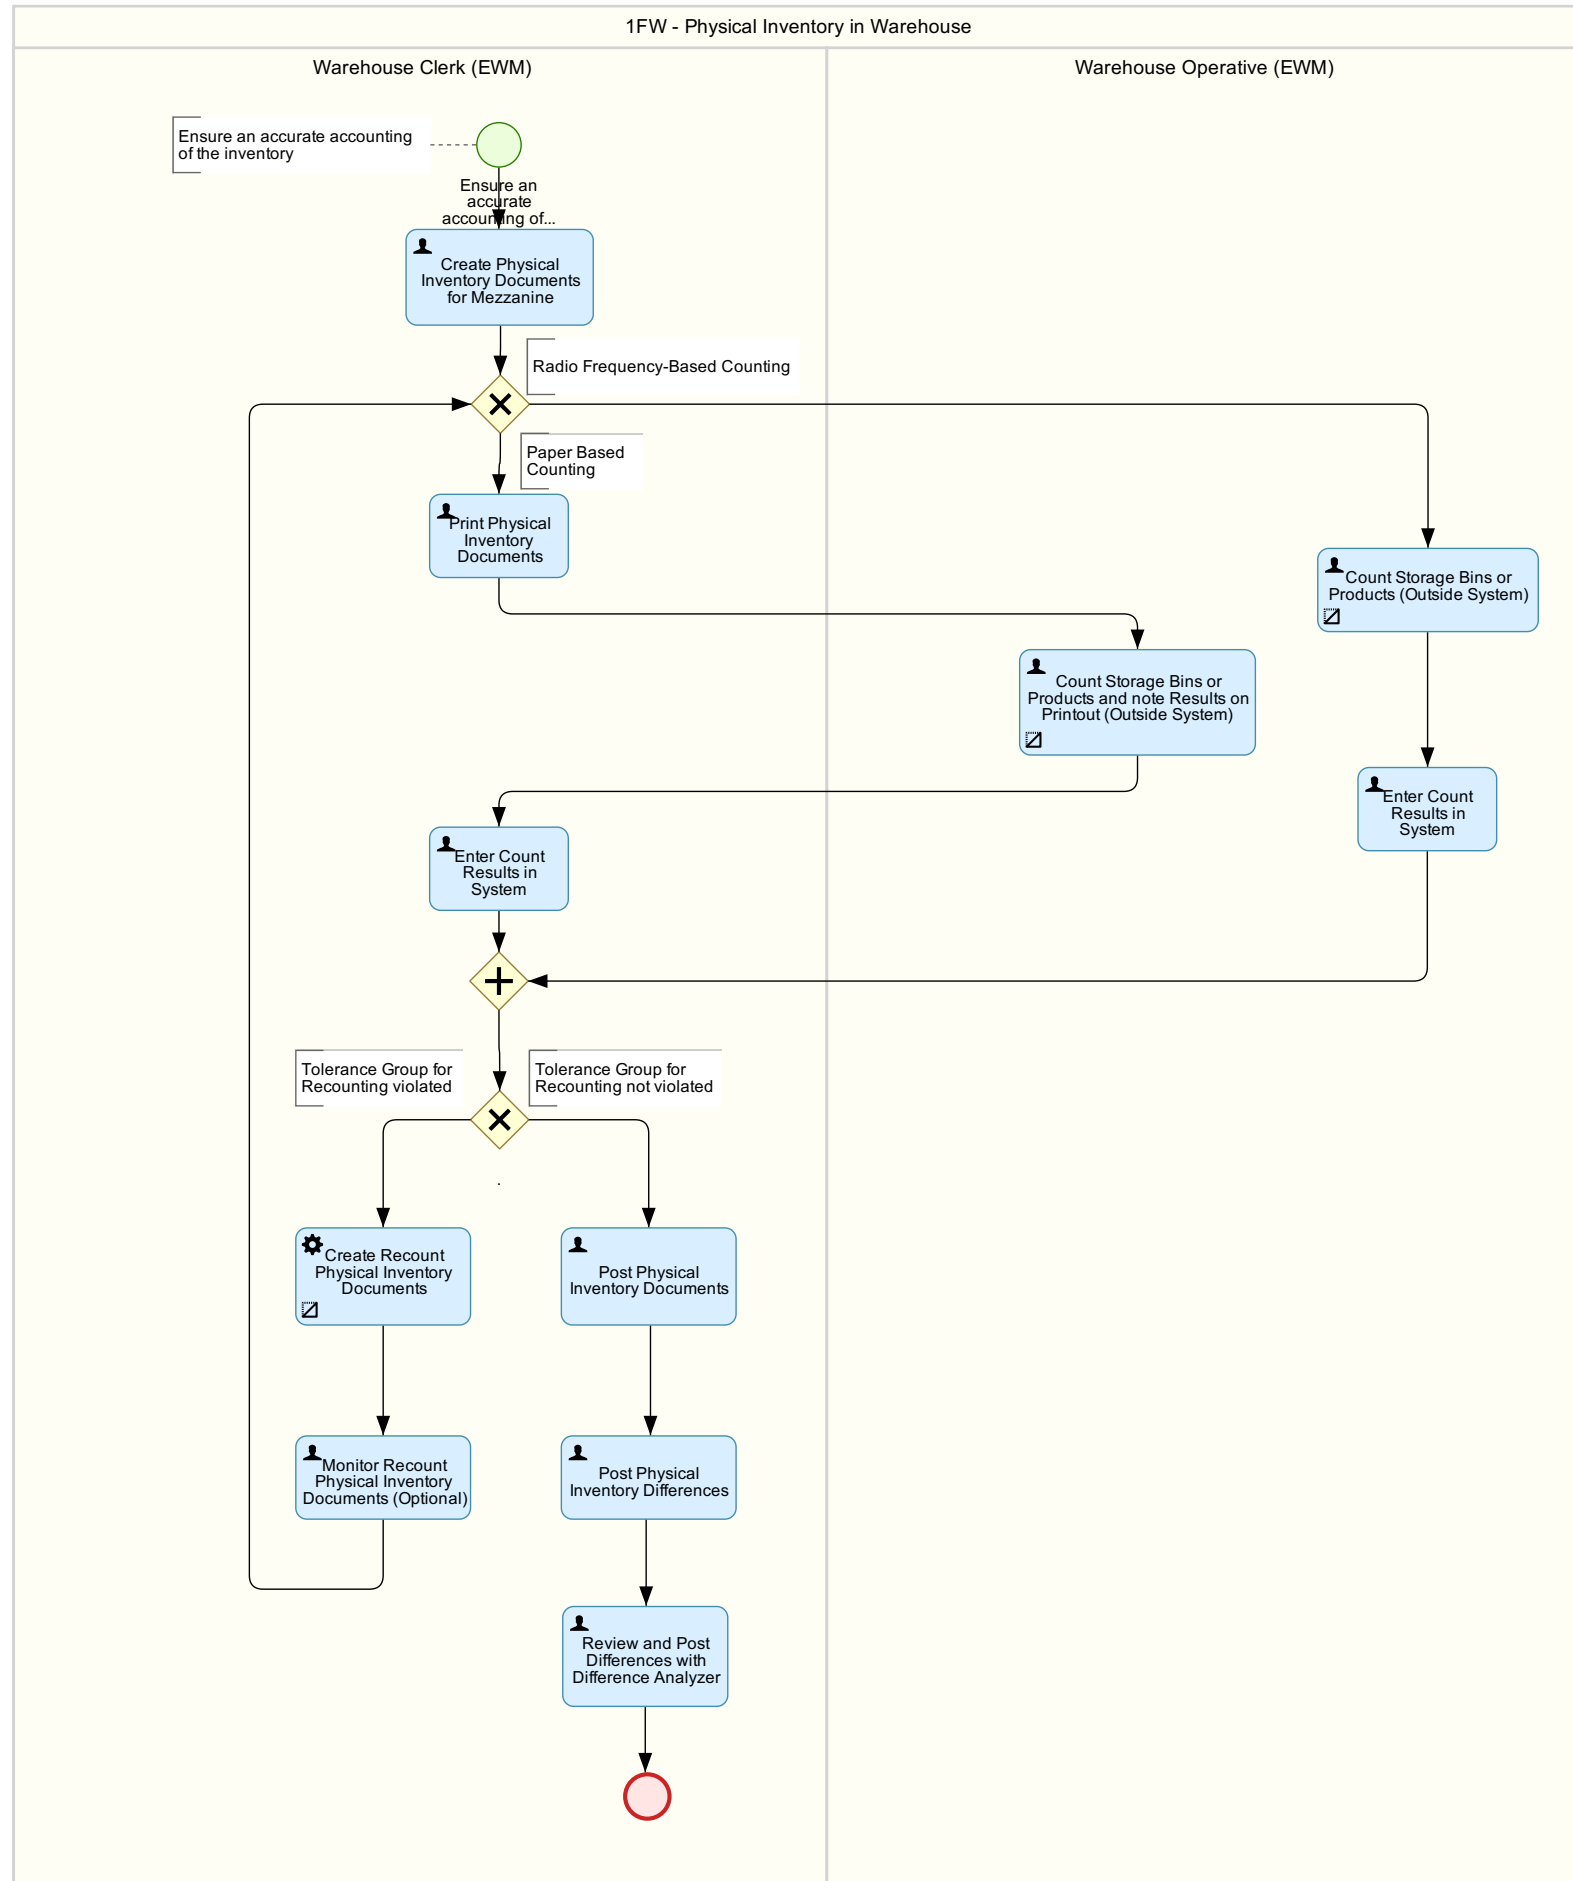 1FW - Physical Inventory in Warehouse
Warehouse Clerk (EWM)
Warehouse Operative (EWM)
Ensure an accurate accounting
of the inventory
Ensure an
accurate
accounting of...
Create Physical
Inventory Documents
for Mezzanine
Radio Frequency-Based Counting
Paper Based
Counting
Print Physical
Inventory
Documents
Count Storage Bins or
Products (Outside System)
Count Storage Bins or
Products and note Results on
Printout (Outside System)
Enter Count
Results in
System
Enter Count
Results in
System
Tolerance Group for
Recounting violated
Tolerance Group for
Recounting not violated
.
Create Recount
Physical Inventory
Documents
Post Physical
Inventory Documents
Monitor Recount
Physical Inventory
Documents (Optional)
Post Physical
Inventory Differences
Review and Post
Differences with
Difference Analyzer